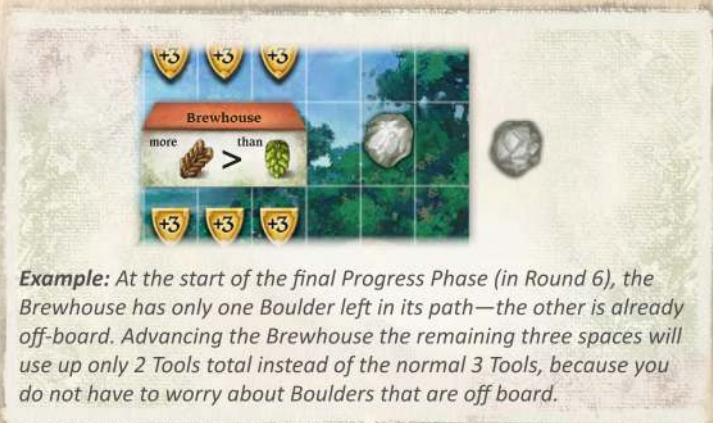 +3 +3 +3
Brewhouse
more > than
+3 +3 +3
Example: At the start of the final Progress Phase (in Round 6), the
Brewhouse has only one Boulder left in its path—the other is already
off-board. Advancing the Brewhouse the remaining three spaces will
use up only 2 Tools total instead of the normal 3 Tools, because you
do not have to worry about Boulders that are off board.